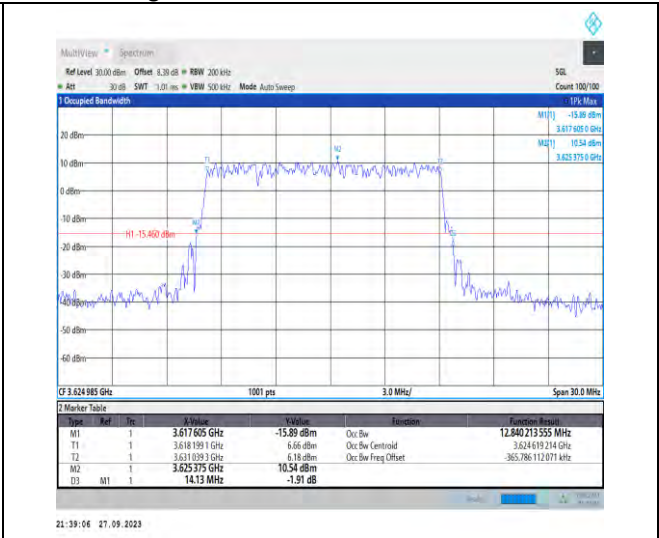 MultiView Spectrum
Ref Level 30.00 dBm Offset 8.39 dB RBW 200 kHz SGL
Att 30 dB SWT 1.01 ms VBW 500 kHz Mode Auto Sweep Count 100/100
1 Occupied Bandwidth 1Pk Max
M1[1] -15.89 dBm
3.617 605 0 GHz
M2[1] 10.54 dBm
3.625 375 0 GHz
20 dBm
M2
T1
10 dBm
0 dBm
-10 dBm
H1 -15.460 dBm
-20 dBm
-30 dBm
-40 dBm
-50 dBm
-60 dBm
CF 3.624 985 GHz 1001 pts 3.0 MHz/ Span 30.0 MHz
2 Marker Table
Type Ref Trc X-Value Y-Value Function Function Result
M1 1 3.617605 GHz -15.89 dBm Occ Bw 12.840 213 555 MHz
T1 1 3.618 199 1 GHz 6.66 dBm Occ Bw Centroid 3.624 619 214 GHz
T2 1 3.631 039 3 GHz 6.18 dBm Occ Bw Freq Offset -365.786 112 071 kHz
M2 1 3.625375 GHz 10.54 dBm
D3 M1 1 14.13 MHz -1.91 dB
21:39:06 27.09.2023